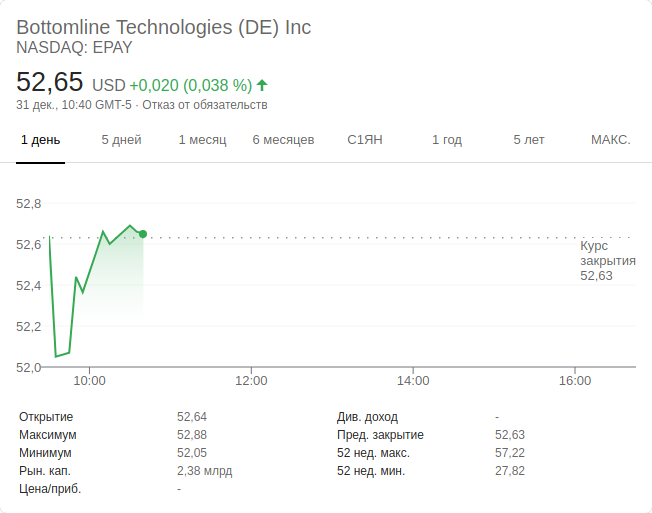 Bottomline Technologies (DE) Inc
NASDAQ: EPAY
52,65 USD +0,020 (0,038 %)
31 дек., 10:40 GMT-5 · Отказ от обязательств
1 день 5 дней 1 месяц 6 месяцев С1ЯН 1 год 5 лет МАКС.
52,8
52,6
52,4
52,2
52,0
Курс
закрытия
52,63
10:00 12:00 14:00 16:00
Открытие 52,64 Див. доход -
Максимум 52,88 Пред. закрытие 52,63
Минимум 52,05 52 нед. макс. 57,22
Рын. кап. 2,38 млрд 52 нед. мин. 27,82
Цена/приб. -